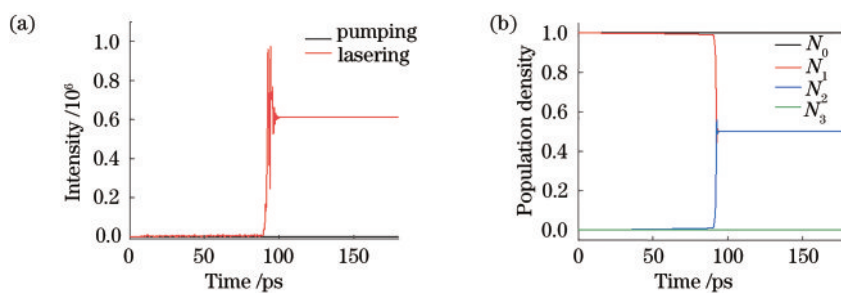 (a)
pumping
lasering
1.0
0.8
0.6
0.4
0.2
0.0
Intensity /10⁶
0 50 100 150
Time /ps
(b)
N₀
N₁
N₂
N₃
1.0
0.8
0.6
0.4
0.2
0.0
Population density
0 50 100 150
Time /ps